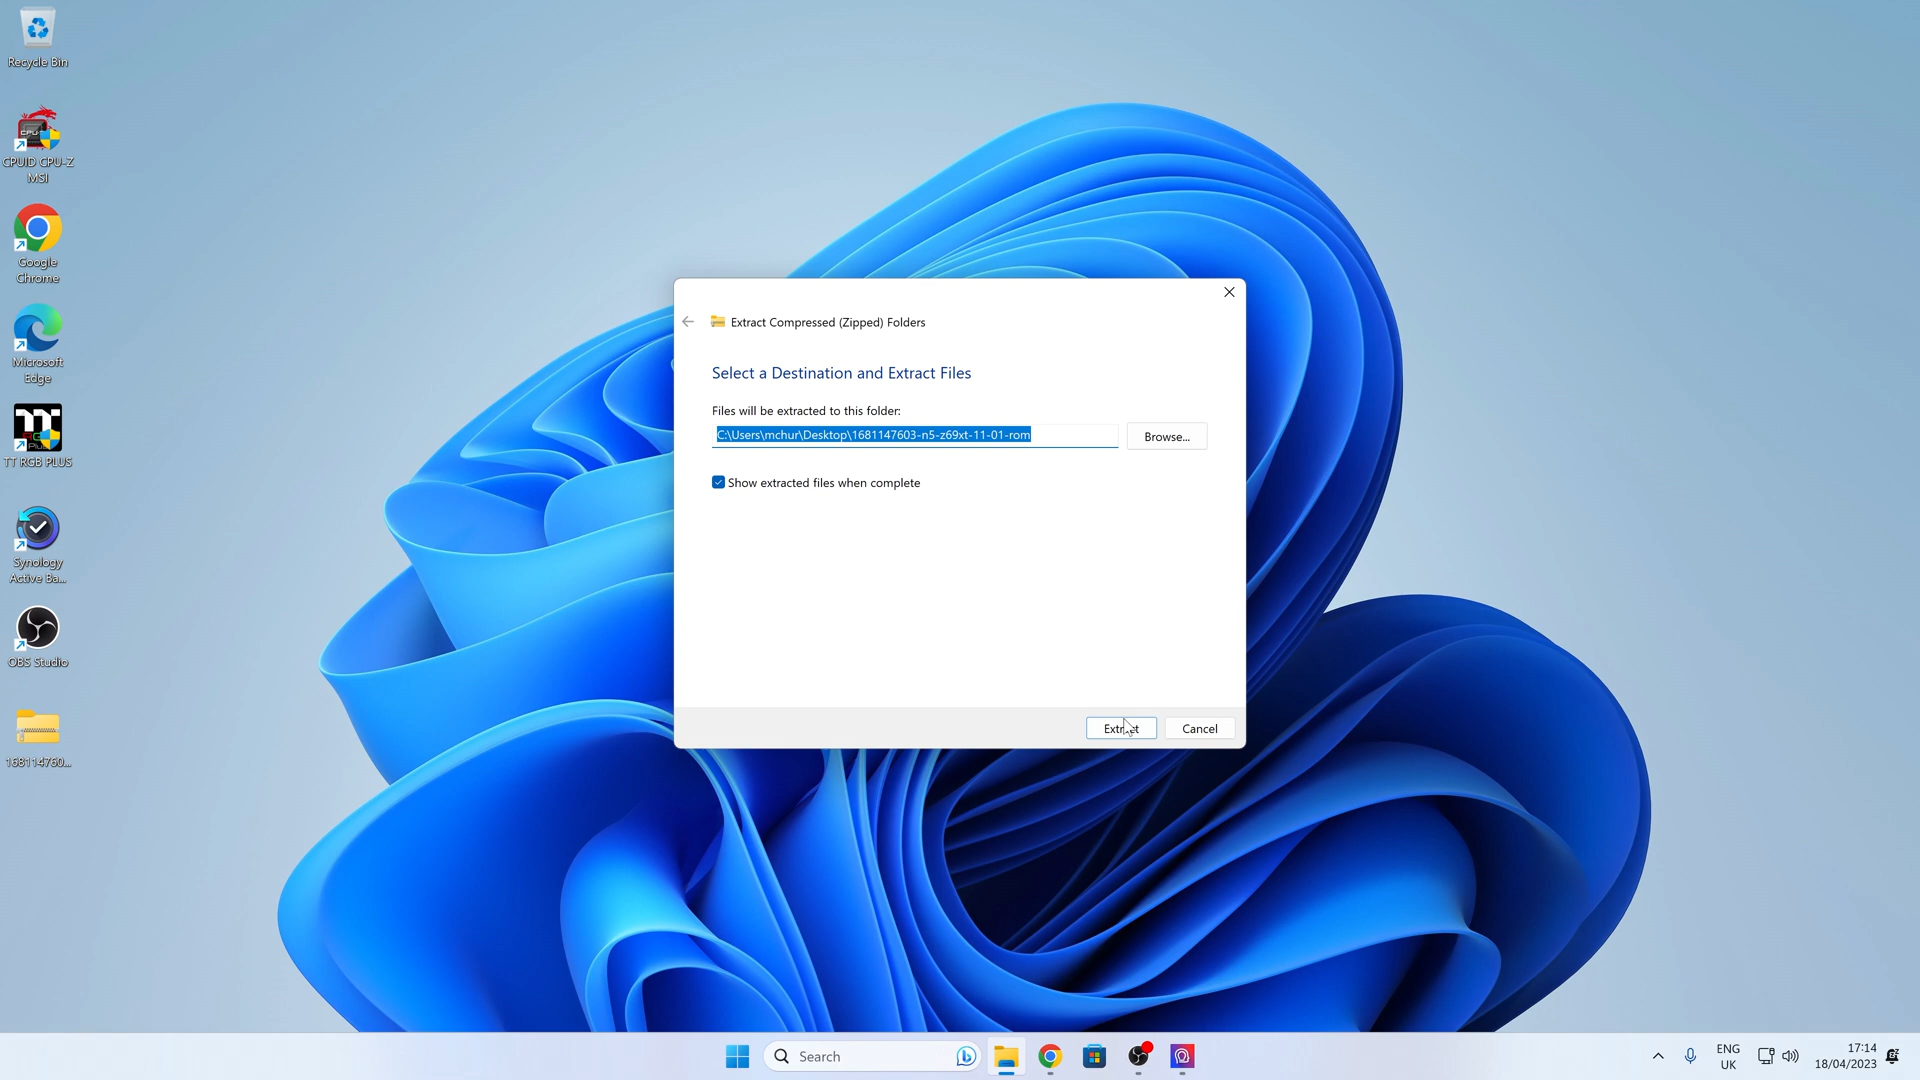 Recycle Bin
CPUID CPU-Z
MSI
Google
Chrome
Microsoft
Edge
TT RGB PLUS
Synology
Active Ba...
OBS Studio
168114760...
Extract Compressed (Zipped) Folders
Select a Destination and Extract Files
Files will be extracted to this folder:
C:\Users\mchur\Desktop\1681147603-n5-z69xt-11-01-rom
Browse...
Show extracted files when complete
Extract
Cancel
Search
ENG
UK
17:14
18/04/2023